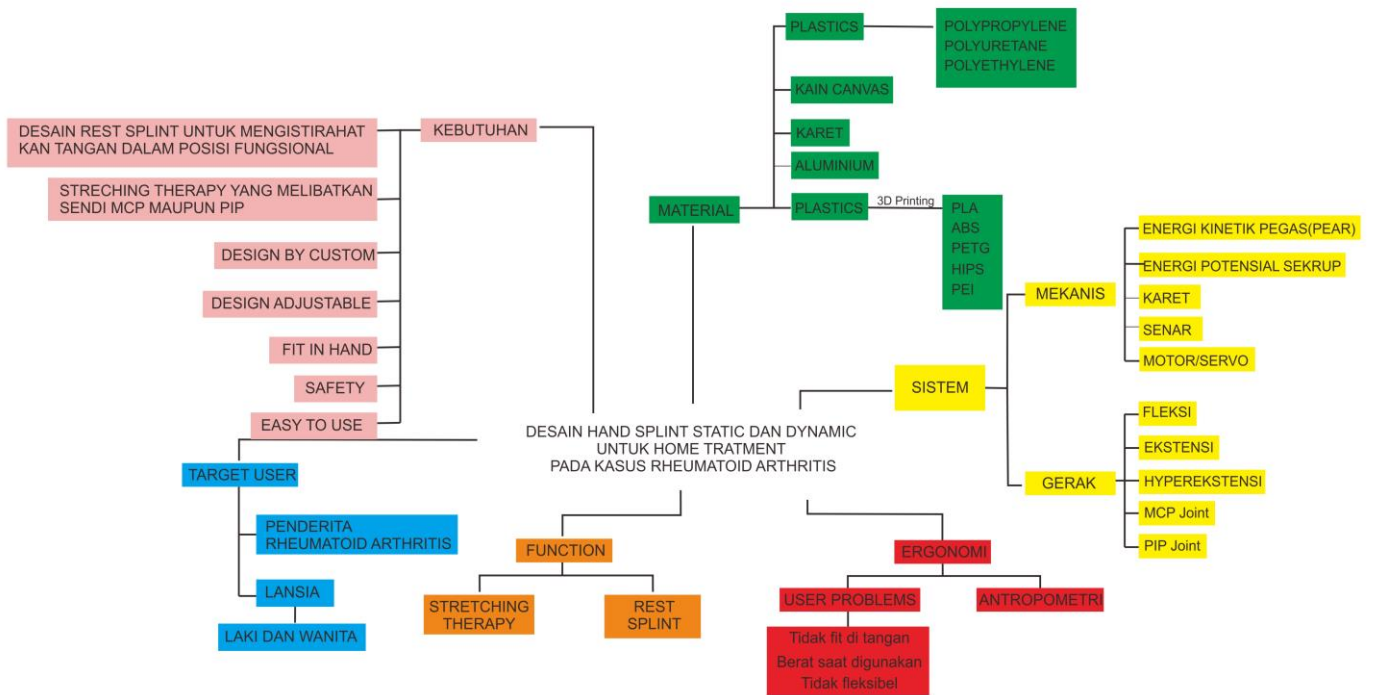 PLASTICS
POLYPROPYLENE
POLYURETANE
POLYETHYLENE
KAIN CANVAS
KARET
ALUMINIUM
MATERIAL
PLASTICS
3D Printing
PLA
ABS
PETG
HIPS
PEI
KEBUTUHAN
DESAIN REST SPLINT UNTUK MENGISTIRAHAT
KAN TANGAN DALAM POSISI FUNGSIONAL
STRECHING THERAPY YANG MELIBATKAN
SENDI MCP MAUPUN PIP
DESIGN BY CUSTOM
DESIGN ADJUSTABLE
FIT IN HAND
SAFETY
EASY TO USE
SISTEM
MEKANIS
ENERGI KINETIK PEGAS(PEAR)
ENERGI POTENSIAL SEKRUP
KARET
SENAR
MOTOR/SERVO
GERAK
FLEKSI
EKSTENSI
HYPEREKSTENSI
MCP Joint
PIP Joint
DESAIN HAND SPLINT STATIC DAN DYNAMIC
UNTUK HOME TRATMENT
PADA KASUS RHEUMATOID ARTHRITIS
TARGET USER
PENDERITA
RHEUMATOID ARTHRITIS
LANSIA
LAKI DAN WANITA
FUNCTION
STRETCHING
THERAPY
REST
SPLINT
ERGONOMI
USER PROBLEMS
Tidak fit di tangan
Berat saat digunakan
Tidak fleksibel
ANTROPOMETRI